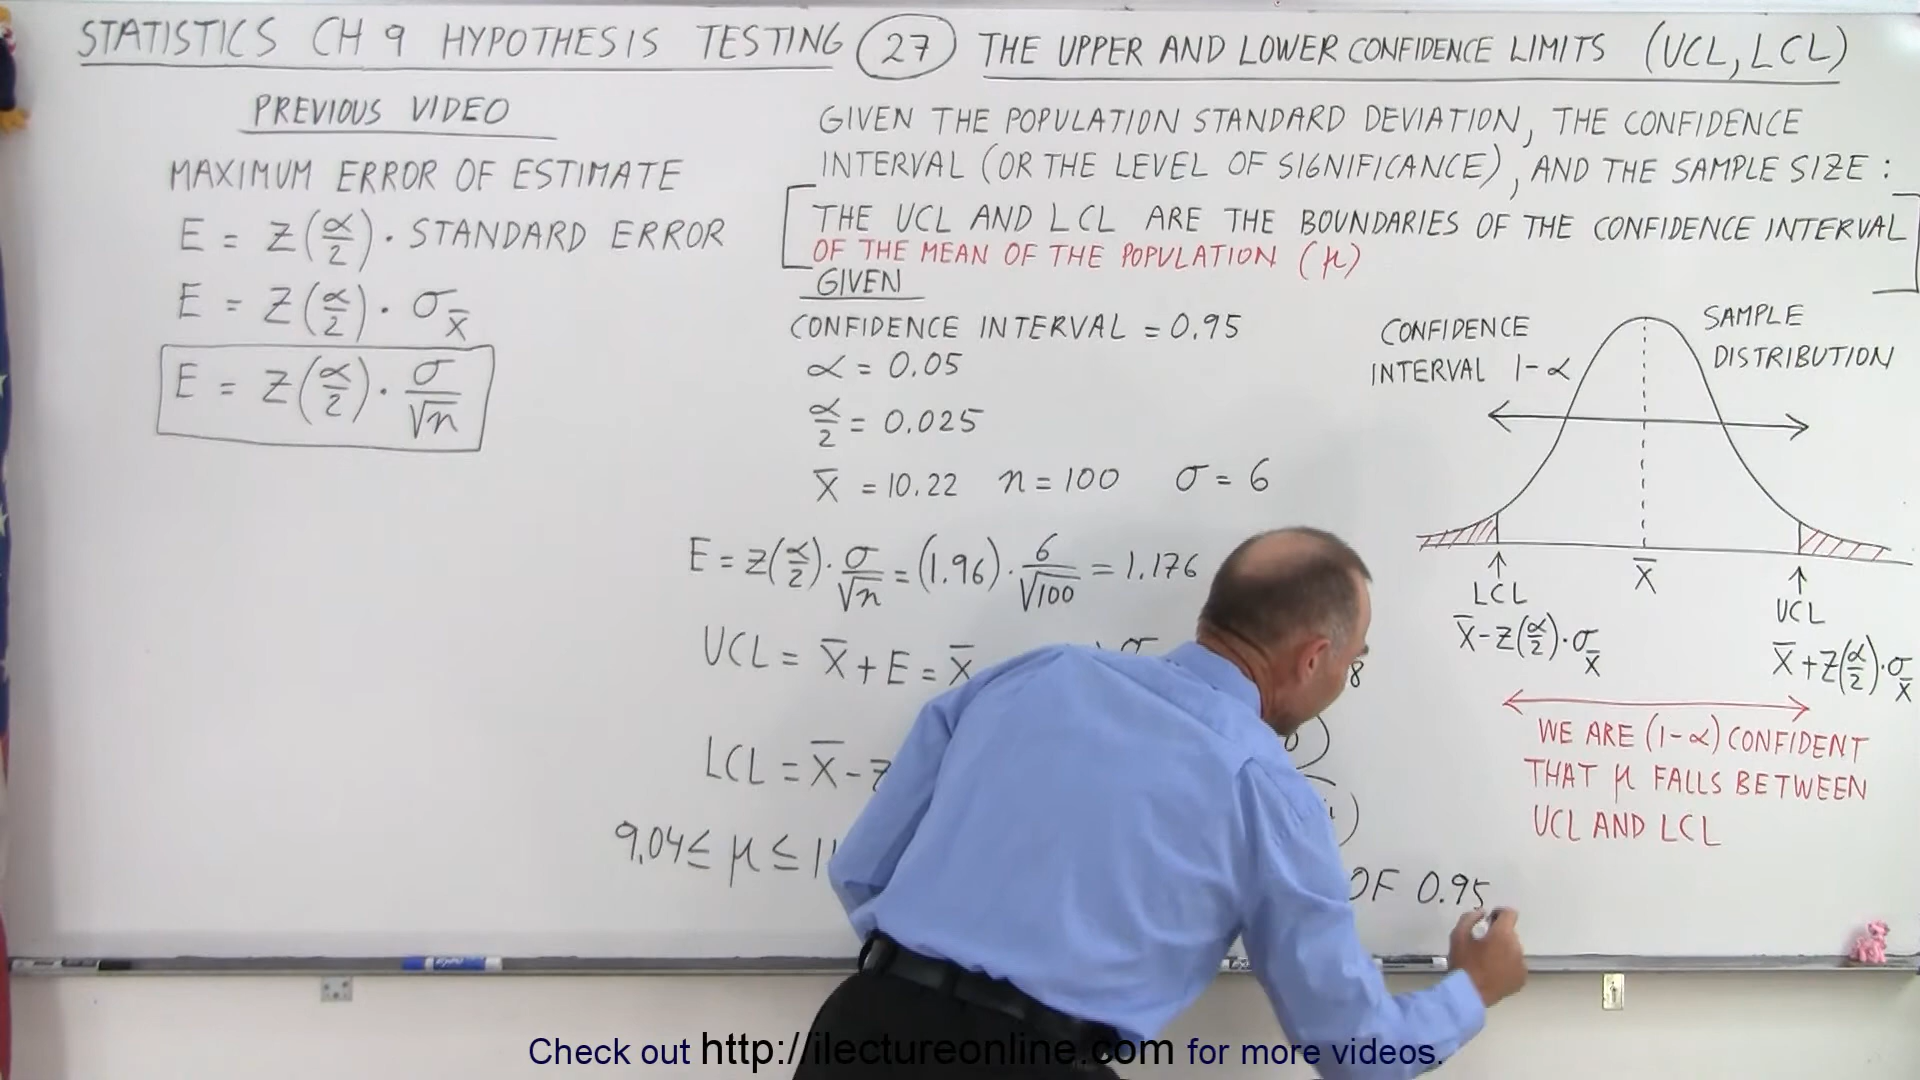 STATISTICS CH 9 HYPOTHESIS TESTING 27 THE UPPER AND LOWER CONFIDENCE LIMITS (UCL, LCL)
PREVIOUS VIDEO
MAXIMUM ERROR OF ESTIMATE
E = Z(α/2) · STANDARD ERROR
E = Z(α/2) · σx̄
E = Z(α/2) · σ/√n
GIVEN THE POPULATION STANDARD DEVIATION, THE CONFIDENCE
INTERVAL (OR THE LEVEL OF SIGNIFICANCE), AND THE SAMPLE SIZE :
THE UCL AND LCL ARE THE BOUNDARIES OF THE CONFIDENCE INTERVAL
OF THE MEAN OF THE POPULATION (μ)
GIVEN
CONFIDENCE INTERVAL = 0.95
α = 0.05
α/2 = 0.025
x̄ = 10.22 n = 100 σ = 6
E = Z(α/2) · σ/√n = (1.96) · 6/√100 = 1.176
UCL = x̄ + E = x̄
LCL = x̄ - Z
9.04 ≤ μ ≤
OF 0.95
CONFIDENCE
INTERVAL 1-α
SAMPLE
DISTRIBUTION
LCL
x̄ - Z(α/2) · σx̄
x̄
UCL
x̄ + Z(α/2) · σx̄
WE ARE (1-α) CONFIDENT
THAT μ FALLS BETWEEN
UCL AND LCL
Check out http://ilectureonline.com for more videos.